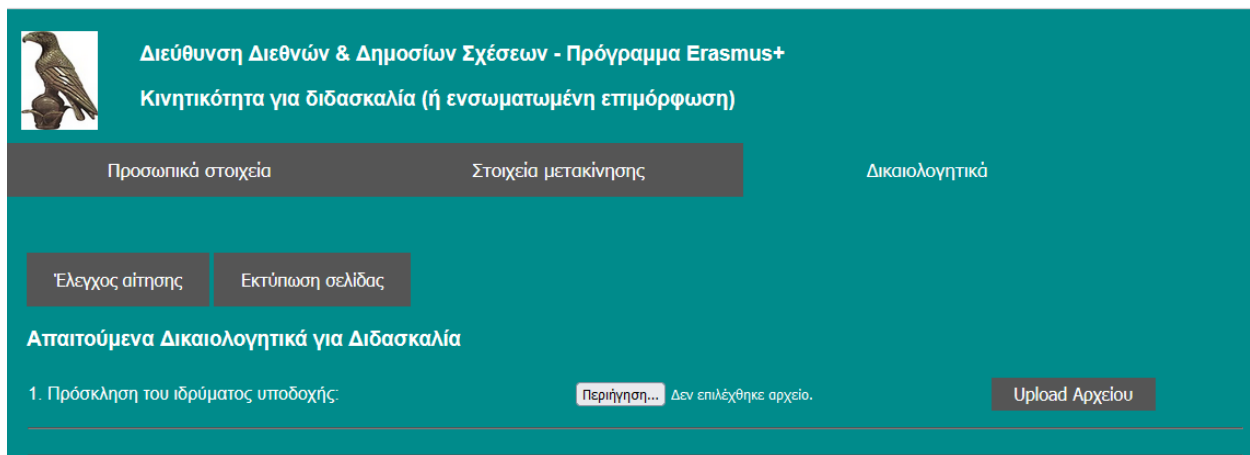 Διεύθυνση Διεθνών & Δημοσίων Σχέσεων - Πρόγραμμα Erasmus+
Κινητικότητα για διδασκαλία (ή ενσωματωμένη επιμόρφωση)
Προσωπικά στοιχεία Στοιχεία μετακίνησης Δικαιολογητικά
Έλεγχος αίτησης Εκτύπωση σελίδας
Απαιτούμενα Δικαιολογητικά για Διδασκαλία
1. Πρόσκληση του ιδρύματος υποδοχής: Περιήγηση... Δεν επιλέχθηκε αρχείο. Upload Αρχείου